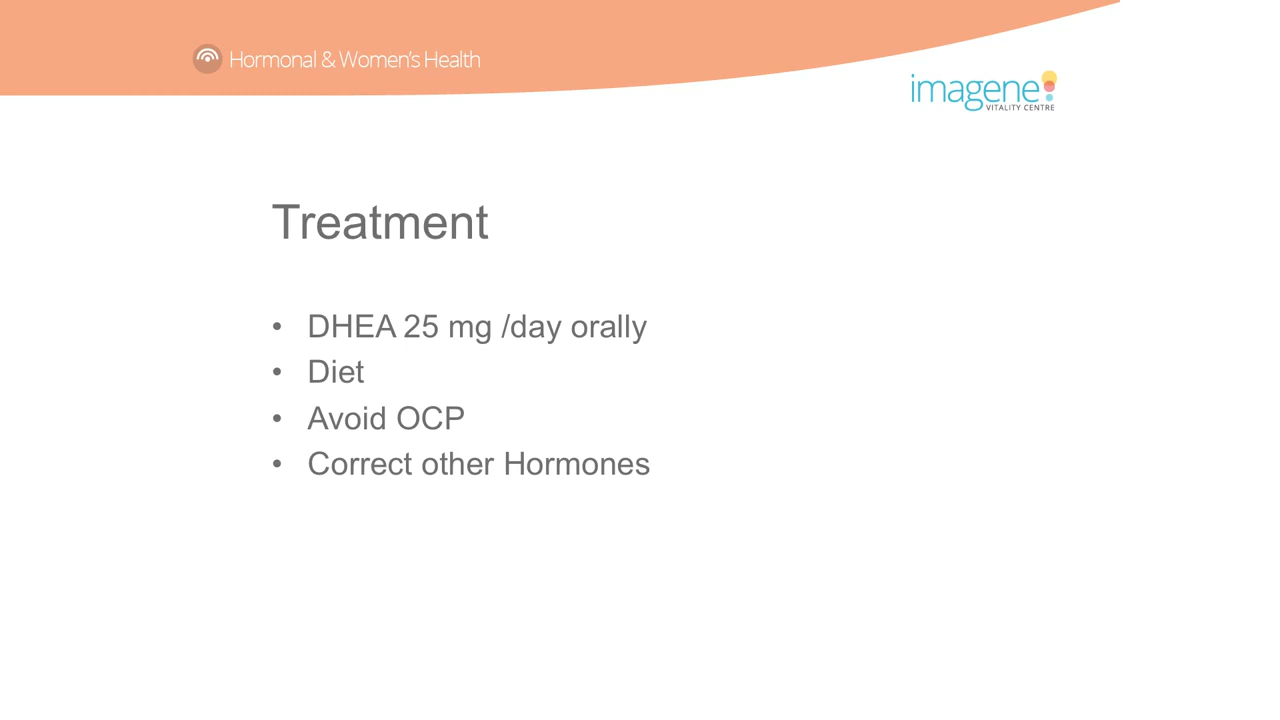 Hormonal & Women's Health
imagene
VITALITY CENTRE
Treatment
• DHEA 25 mg /day orally
• Diet
• Avoid OCP
• Correct other Hormones